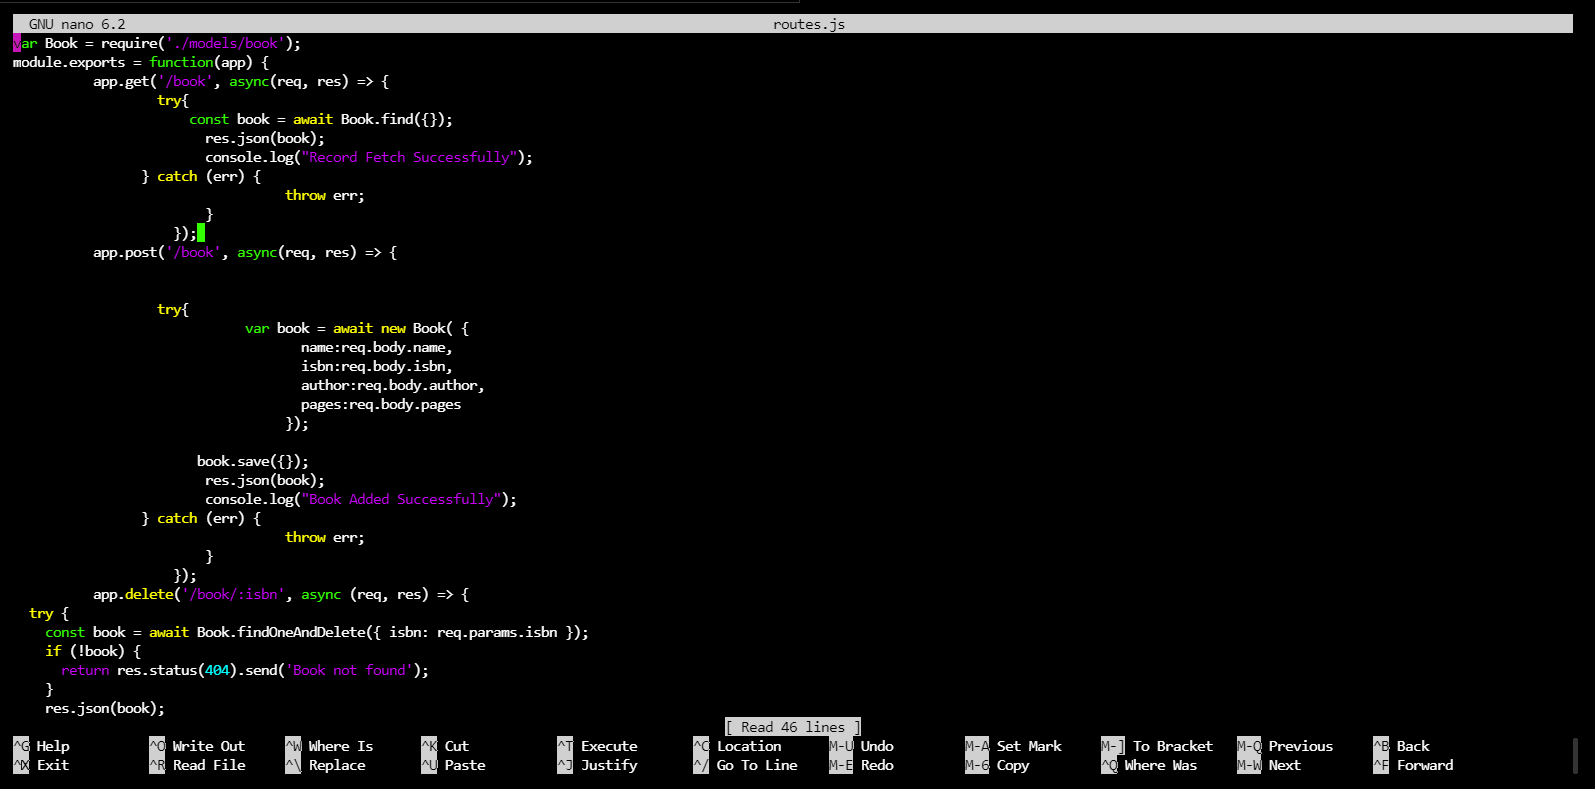 GNU nano 6.2 routes.js
var Book = require('./models/book');
module.exports = function(app) {
app.get('/book', async(req, res) => {
try{
const book = await Book.find({});
res.json(book);
console.log("Record Fetch Successfully");
} catch (err) {
throw err;
}
});
app.post('/book', async(req, res) => {
try{
var book = await new Book( {
name:req.body.name,
isbn:req.body.isbn,
author:req.body.author,
pages:req.body.pages
});
book.save({});
res.json(book);
console.log("Book Added Successfully");
} catch (err) {
throw err;
}
});
app.delete('/book/:isbn', async (req, res) => {
try {
const book = await Book.findOneAndDelete({ isbn: req.params.isbn });
if (!book) {
return res.status(404).send('Book not found');
}
res.json(book);
[ Read 46 lines ]
^G Help ^O Write Out ^W Where Is ^K Cut ^T Execute ^C Location M-U Undo M-A Set Mark M-] To Bracket M-Q Previous ^B Back
^X Exit ^R Read File ^\ Replace ^U Paste ^J Justify ^/ Go To Line M-E Redo M-6 Copy ^Q Where Was M-W Next ^F Forward